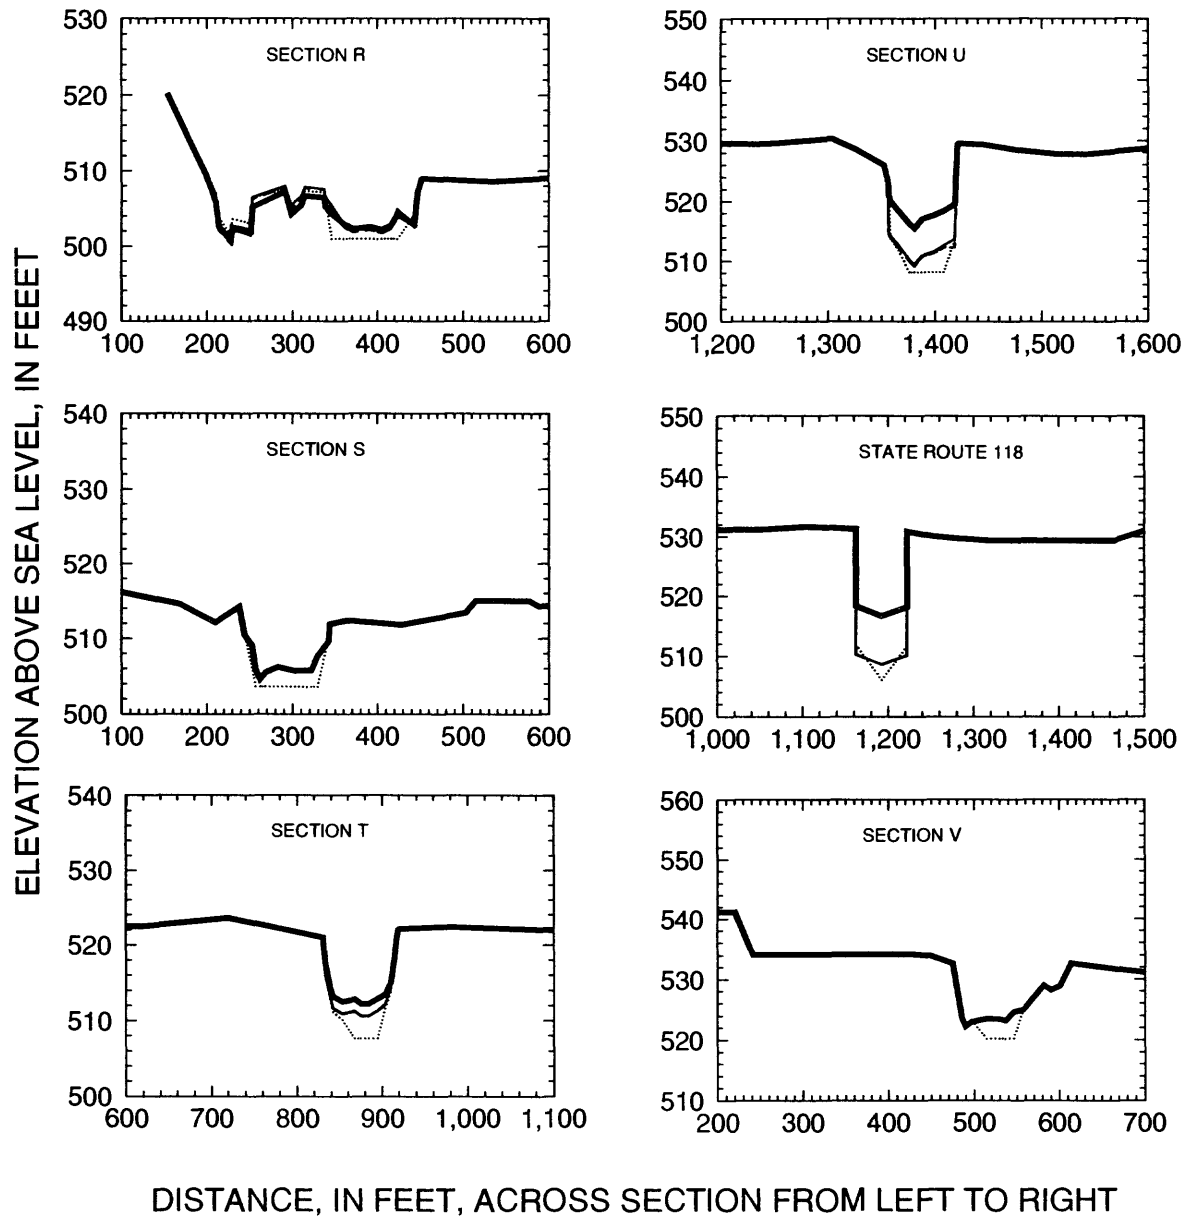 ELEVATION ABOVE SEA LEVEL, IN FEEET
SECTION R
530
520
510
500
490
100 200 300 400 500 600
SECTION U
550
540
530
520
510
500
1,200 1,300 1,400 1,500 1,600
SECTION S
540
530
520
510
500
100 200 300 400 500 600
STATE ROUTE 118
550
540
530
520
510
500
1,000 1,100 1,200 1,300 1,400 1,500
SECTION T
540
530
520
510
500
600 700 800 900 1,000 1,100
SECTION V
560
550
540
530
520
510
200 300 400 500 600 700
DISTANCE, IN FEET, ACROSS SECTION FROM LEFT TO RIGHT